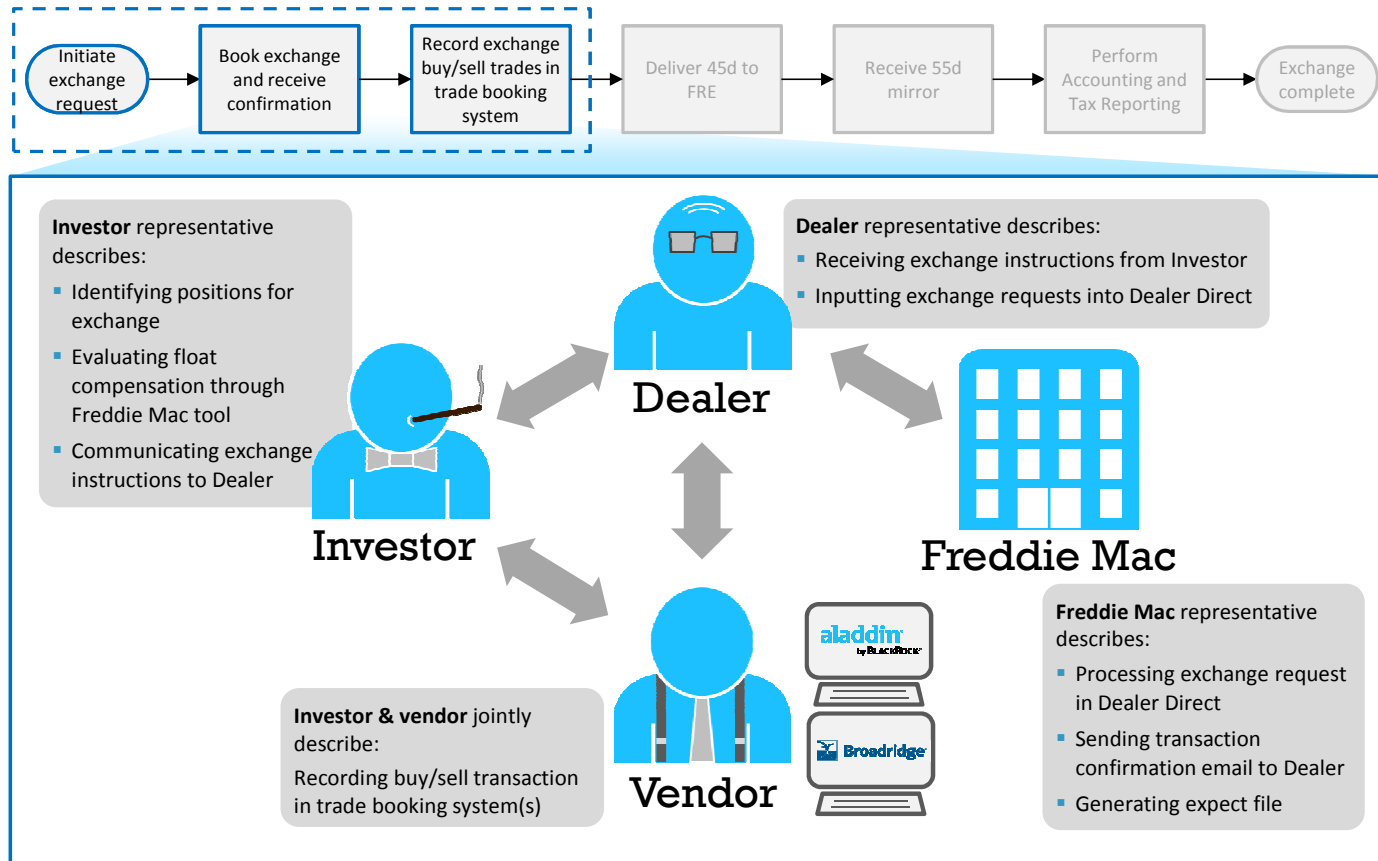 Initiate
exchange
request
Book exchange
and receive
confirmation
Record exchange
buy/sell trades in
trade booking
system
Deliver 45d to
FRE
Receive 55d
mirror
Perform
Accounting and
Tax Reporting
Exchange
complete
Investor representative
describes:
▪ Identifying positions for
exchange
▪ Evaluating float
compensation through
Freddie Mac tool
▪ Communicating exchange
instructions to Dealer
Dealer representative describes:
▪ Receiving exchange instructions from Investor
▪ Inputting exchange requests into Dealer Direct
Dealer
Investor
Freddie Mac
aladdin
by BLACKROCK
Broadridge
Vendor
Investor & vendor jointly
describe:
Recording buy/sell transaction
in trade booking system(s)
Freddie Mac representative
describes:
▪ Processing exchange request
in Dealer Direct
▪ Sending transaction
confirmation email to Dealer
▪ Generating expect file